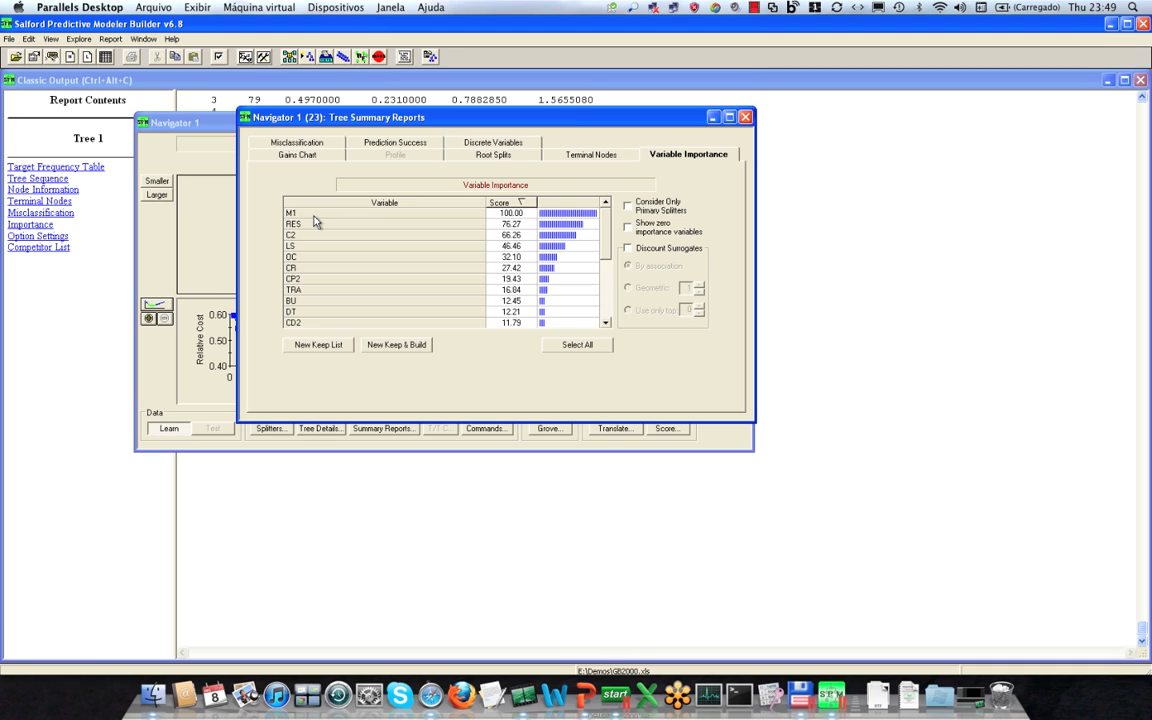 Parallels Desktop Arquivo Exibir Máquina virtual Dispositivos Janela Ajuda (Carregado) Thu 23:49
Salford Predictive Modeler Builder v6.8
File Edit View Explore Report Window Help
Classic Output (Ctrl+Alt+C)
Report Contents
3 79 0.4970000 0.2310000 0.7882850 1.5655080
Tree 1
Target Frequency Table
Tree Sequence
Node Information
Terminal Nodes
Misclassification
Importance
Option Settings
Competitor List
Navigator 1
Smaller
Larger
Relative Cost
0.60
0.50
0.40
0
Data
Learn Test Splitters... Tree Details... Summary Reports... Commands... Grove... Translate... Score...
Navigator 1 (23): Tree Summary Reports
Misclassification Prediction Success Discrete Variables
Gains Chart Profile Root Splits Terminal Nodes Variable Importance
Variable Importance
Variable Score
M1 100.00
RES 76.27
C2 66.26
LS 46.46
OC 32.10
CR 27.42
CP2 19.43
TRA 16.84
BU 12.45
DT 12.21
CD2 11.79
Consider Only
Primary Splitters
Show zero
importance variables
Discount Surrogates
By association
Geometric 1
Use only top 0
New Keep List New Keep & Build Select All
E:\Demos\GB2000.xls